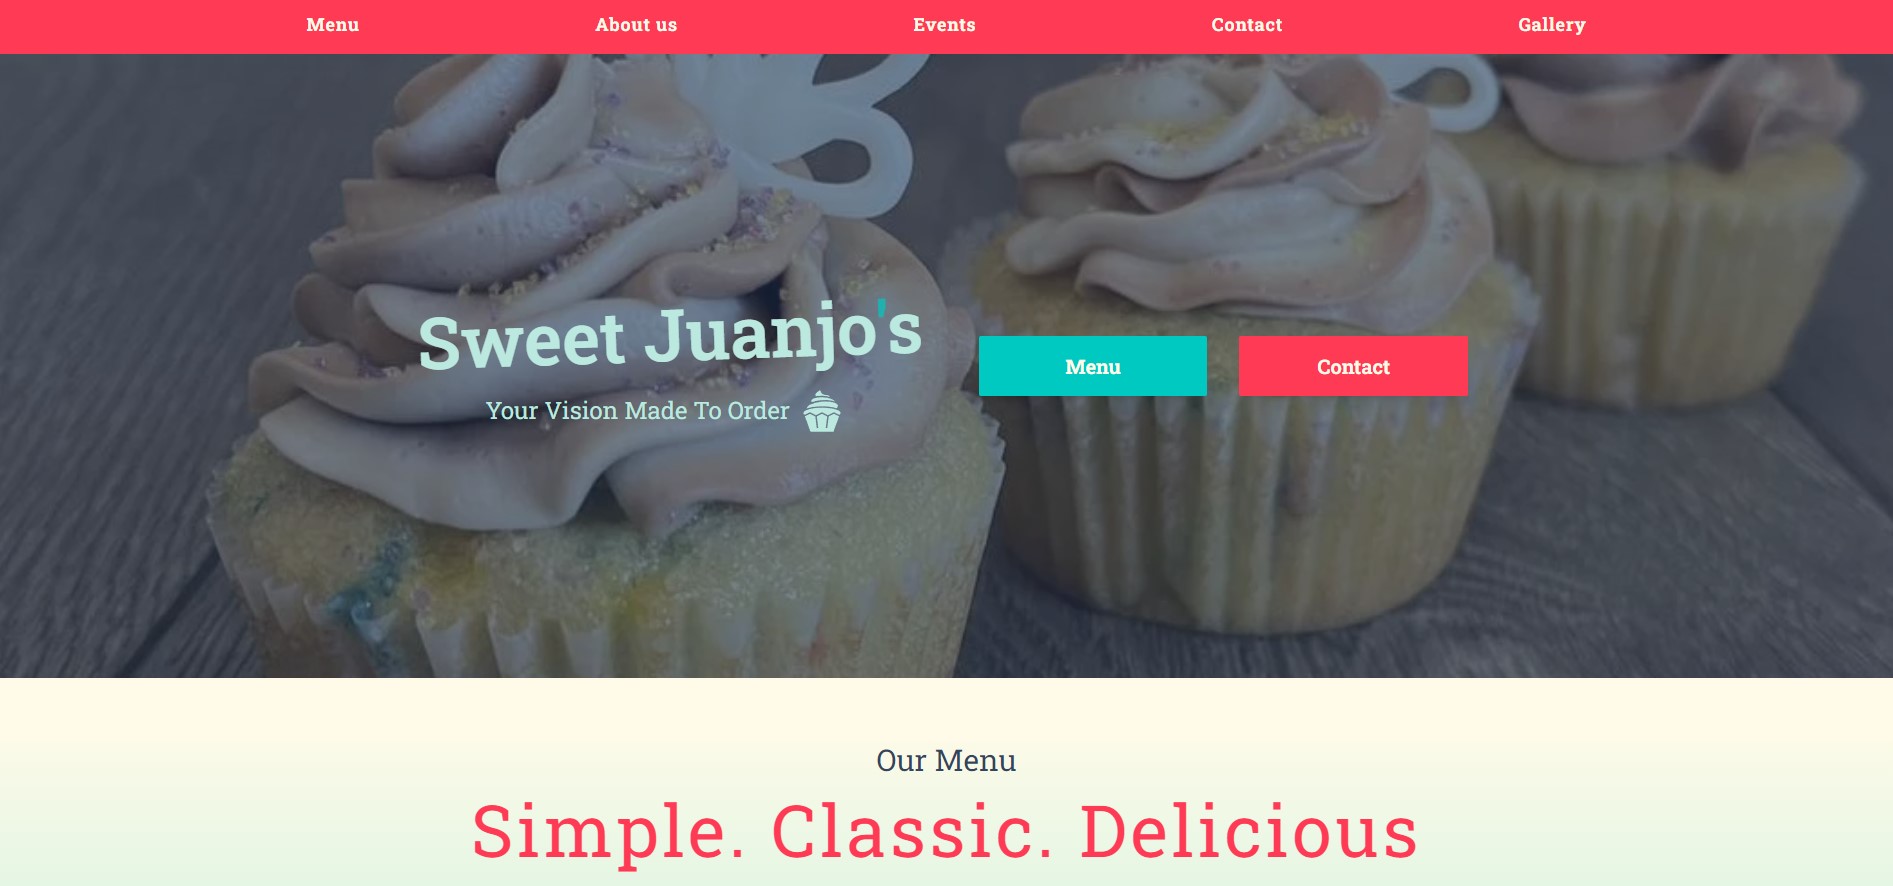 Menu About us Events Contact Gallery
Sweet Juanjo's
Your Vision Made To Order
Menu Contact
Our Menu
Simple. Classic. Delicious